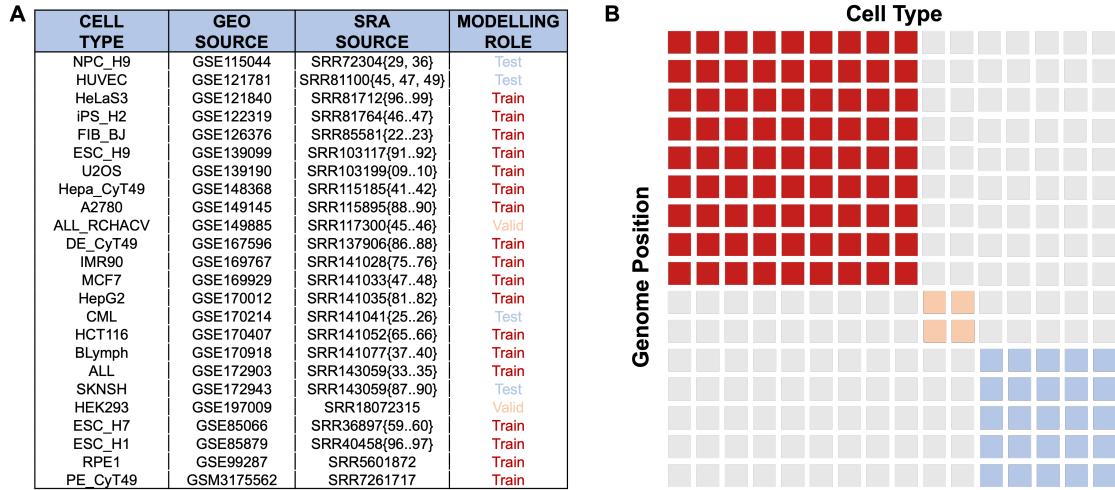 A
CELL TYPE GEO SOURCE SRA SOURCE MODELLING ROLE
NPC_H9 GSE115044 SRR72304{29, 36} Test
HUVEC GSE121781 SRR81100{45, 47, 49} Test
HeLaS3 GSE121840 SRR81712{96..99} Train
iPS_H2 GSE122319 SRR81764{46..47} Train
FIB_BJ GSE126376 SRR85581{22..23} Train
ESC_H9 GSE139099 SRR103117{91..92} Train
U2OS GSE139190 SRR103199{09..10} Train
Hepa_CyT49 GSE148368 SRR115185{41..42} Train
A2780 GSE149145 SRR115895{88..90} Train
ALL_RCHACV GSE149885 SRR117300{45..46} Valid
DE_CyT49 GSE167596 SRR137906{86..88} Train
IMR90 GSE169767 SRR141028{75..76} Train
MCF7 GSE169929 SRR141033{47..48} Train
HepG2 GSE170012 SRR141035{81..82} Train
CML GSE170214 SRR141041{25..26} Test
HCT116 GSE170407 SRR141052{65..66} Train
BLymph GSE170918 SRR141077{37..40} Train
ALL GSE172903 SRR143059{33..35} Train
SKNSH GSE172943 SRR143059{87..90} Test
HEK293 GSE197009 SRR18072315 Valid
ESC_H7 GSE85066 SRR36897{59..60} Train
ESC_H1 GSE85879 SRR40458{96..97} Train
RPE1 GSE99287 SRR5601872 Train
PE_CyT49 GSM3175562 SRR7261717 Train
B
Cell Type
Genome Position